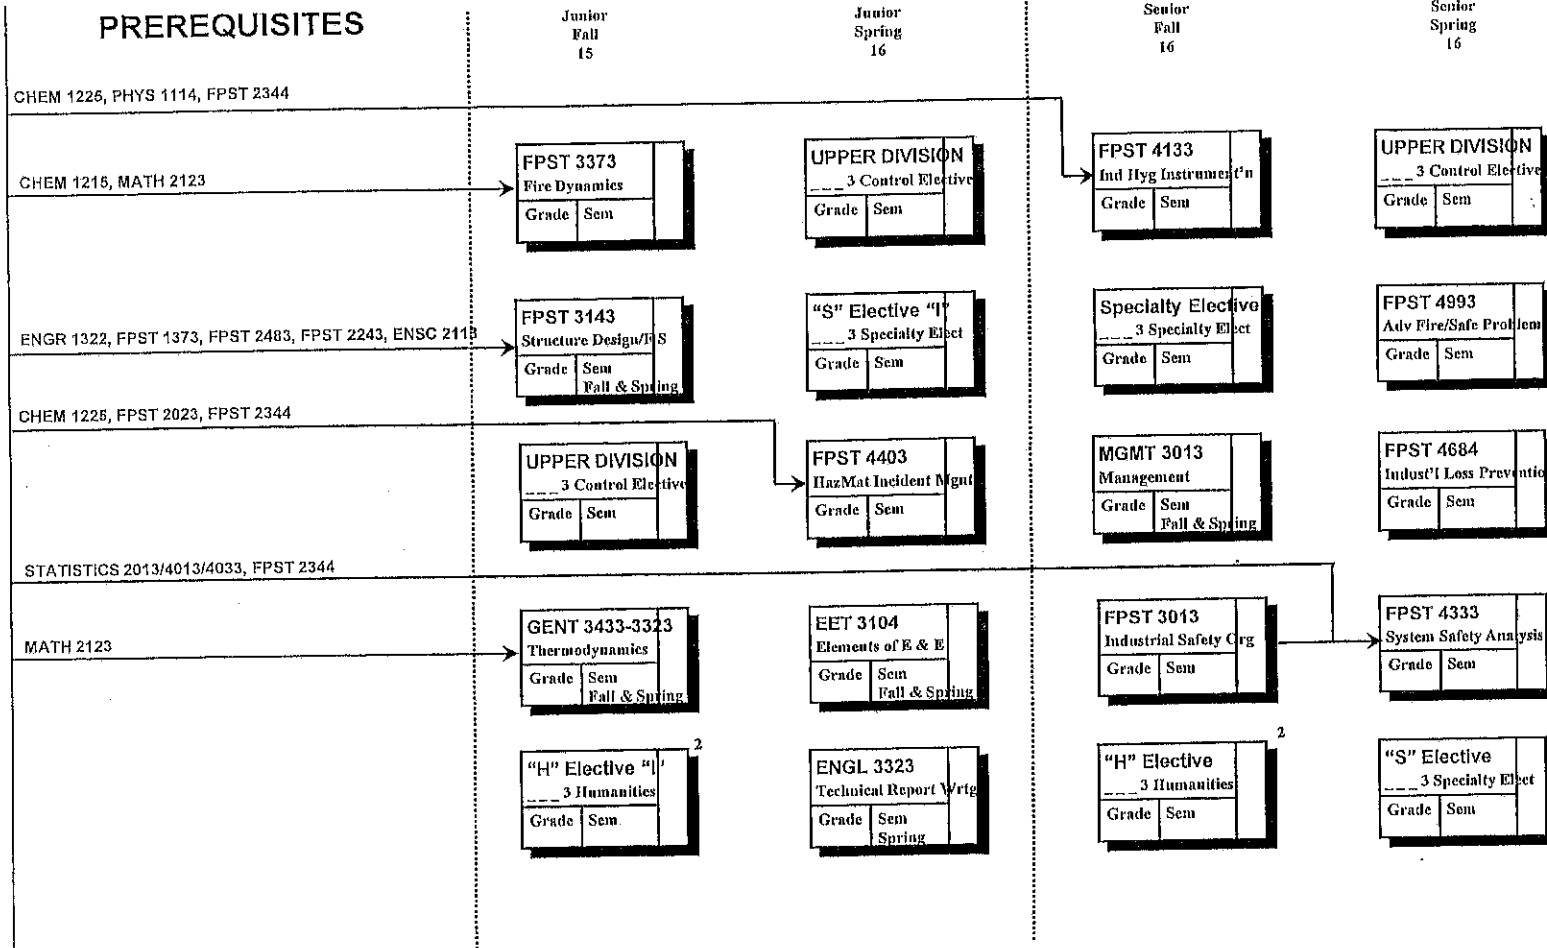 PREREQUISITES
Junior
Fall
15
Junior
Spring
16
Senior
Fall
16
Senior
Spring
16
CHEM 1225, PHYS 1114, FPST 2344
CHEM 1215, MATH 2123
FPST 3373
Fire Dynamics
Grade Sem
UPPER DIVISION
___3 Control Elective
Grade Sem
FPST 4133
Ind Hyg Instrument'n
Grade Sem
UPPER DIVISION
___3 Control Elective
Grade Sem
ENGR 1322, FPST 1373, FPST 2483, FPST 2243, ENSC 2113
FPST 3143
Structure Design/F S
Grade Sem
Fall & Spring
"S" Elective "I"
___3 Specialty Elect
Grade Sem
Specialty Elective
___3 Specialty Elect
Grade Sem
FPST 4993
Adv Fire/Safe Problem
Grade Sem
CHEM 1225, FPST 2023, FPST 2344
UPPER DIVISION
___3 Control Elective
Grade Sem
FPST 4403
HazMat Incident Mgnt
Grade Sem
MGMT 3013
Management
Grade Sem
Fall & Spring
FPST 4684
Indust'l Loss Preventio
Grade Sem
STATISTICS 2013/4013/4033, FPST 2344
MATH 2123
GENT 3433-3323
Thermodynamics
Grade Sem
Fall & Spring
EET 3104
Elements of E & E
Grade Sem
Fall & Spring
FPST 3013
Industrial Safety Org
Grade Sem
FPST 4333
System Safety Analysis
Grade Sem
2
"H" Elective "I"
___3 Humanities
Grade Sem
ENGL 3323
Technical Report Wrtg
Grade Sem
Spring
2
"H" Elective
___3 Humanities
Grade Sem
"S" Elective
___3 Specialty Elect
Grade Sem